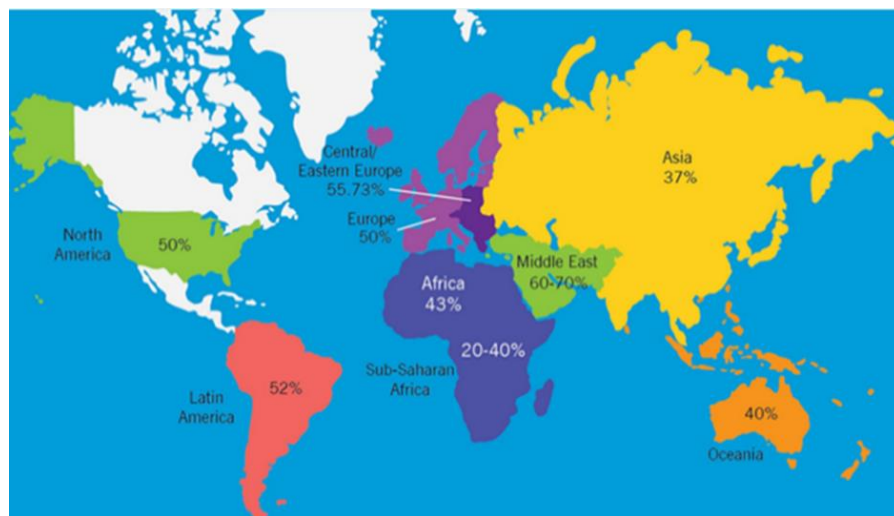 North
America
50%
Latin
America
52%
Central/
Eastern Europe
55.73%
Europe
50%
Africa
43%
20-40%
Sub-Saharan
Africa
Middle East
60-70%
Asia
37%
40%
Oceania